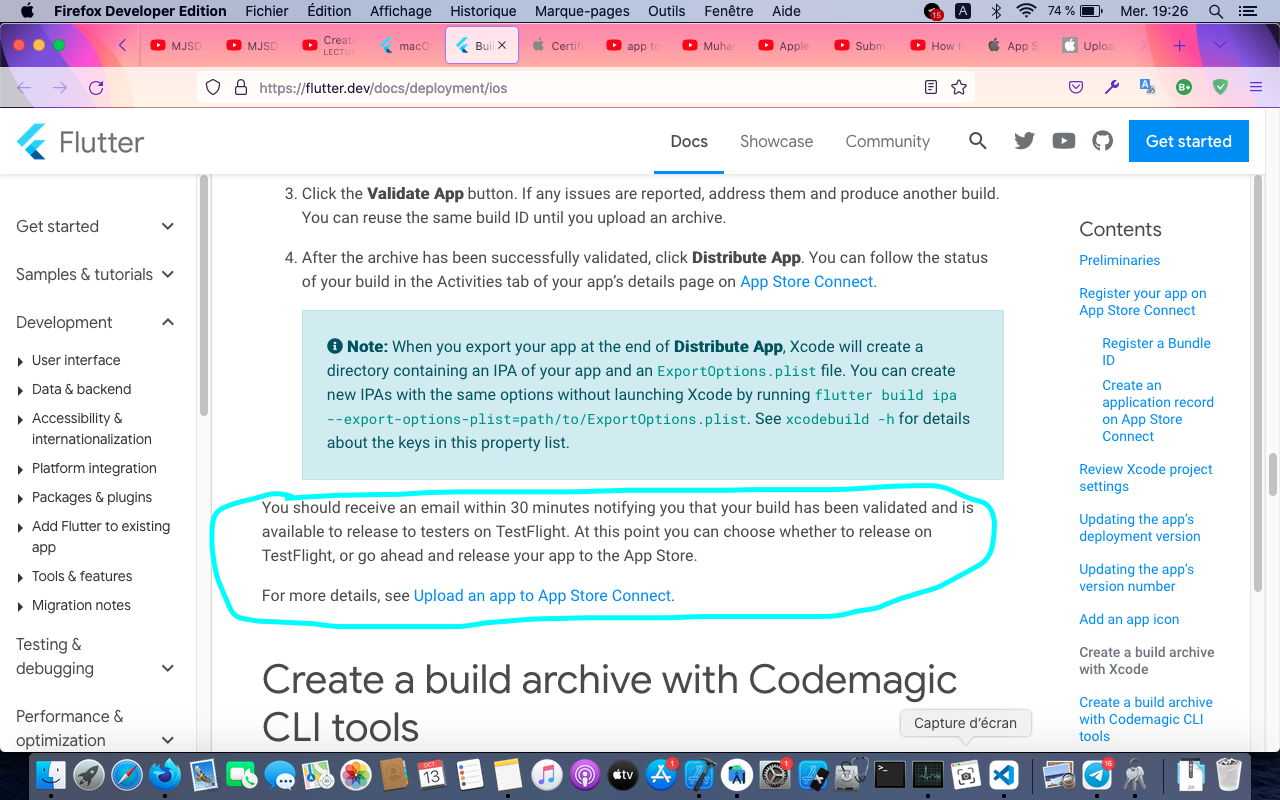 Firefox Developer Edition Fichier Édition Affichage Historique Marque-pages Outils Fenêtre Aide 15 A 74 % Mer. 19:26
MJSD MJSD Create LECTUR macO Buil Certifi app to Muhar Apple Subm How to App S Uploa
https://flutter.dev/docs/deployment/ios
Flutter
Docs Showcase Community Get started
Get started
Samples & tutorials
Development
User interface
Data & backend
Accessibility &
internationalization
Platform integration
Packages & plugins
Add Flutter to existing
app
Tools & features
Migration notes
Testing &
debugging
Performance &
optimization
3. Click the Validate App button. If any issues are reported, address them and produce another build.
You can reuse the same build ID until you upload an archive.
4. After the archive has been successfully validated, click Distribute App. You can follow the status
of your build in the Activities tab of your app's details page on App Store Connect.
Note: When you export your app at the end of Distribute App, Xcode will create a
directory containing an IPA of your app and an ExportOptions.plist file. You can create
new IPAs with the same options without launching Xcode by running flutter build ipa
--export-options-plist=path/to/ExportOptions.plist. See xcodebuild -h for details
about the keys in this property list.
You should receive an email within 30 minutes notifying you that your build has been validated and is
available to release to testers on TestFlight. At this point you can choose whether to release on
TestFlight, or go ahead and release your app to the App Store.
For more details, see Upload an app to App Store Connect.
Create a build archive with Codemagic
CLI tools
Contents
Preliminaries
Register your app on
App Store Connect
Register a Bundle
ID
Create an
application record
on App Store
Connect
Review Xcode project
settings
Updating the app's
deployment version
Updating the app's
version number
Add an app icon
Create a build archive
with Xcode
Create a build archive
with Codemagic CLI
tools
Capture d'écran
OCT
13
tv
1
1
16
ZIP